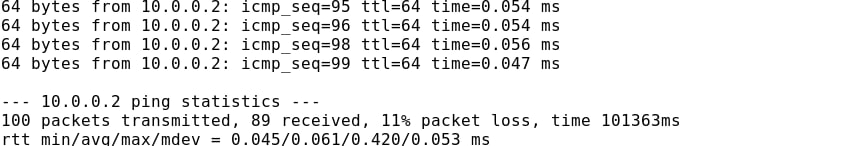 64 bytes from 10.0.0.2: icmp_seq=95 ttl=64 time=0.054 ms
64 bytes from 10.0.0.2: icmp_seq=96 ttl=64 time=0.054 ms
64 bytes from 10.0.0.2: icmp_seq=98 ttl=64 time=0.056 ms
64 bytes from 10.0.0.2: icmp_seq=99 ttl=64 time=0.047 ms
--- 10.0.0.2 ping statistics ---
100 packets transmitted, 89 received, 11% packet loss, time 101363ms
rtt min/avg/max/mdev = 0.045/0.061/0.420/0.053 ms